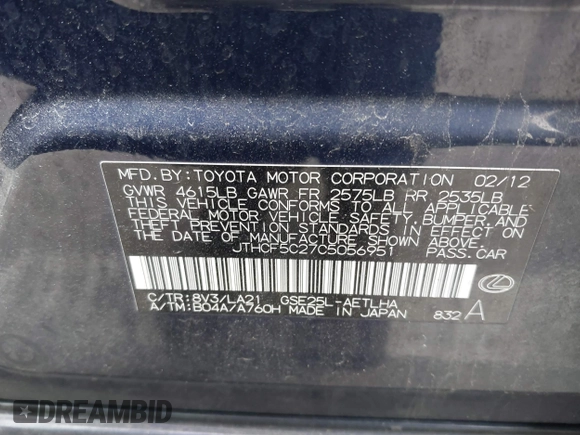 MFD. BY: TOYOTA MOTOR CORPORATION 02/12
GVWR 4615LB GAWR FR 2575LB RR 2535LB
THIS VEHICLE CONFORMS TO ALL APPLICABLE
FEDERAL MOTOR VEHICLE SAFETY, BUMPER, AND
THEFT PREVENTION STANDARDS IN EFFECT ON
THE DATE OF MANUFACTURE SHOWN ABOVE.
JTHCF5C27C5056951 PASS. CAR
C/TR: 8V3/LA21 GSE25L-AETLHA
A/TM: B04A/A760H MADE IN JAPAN 832 A
DREAMBID